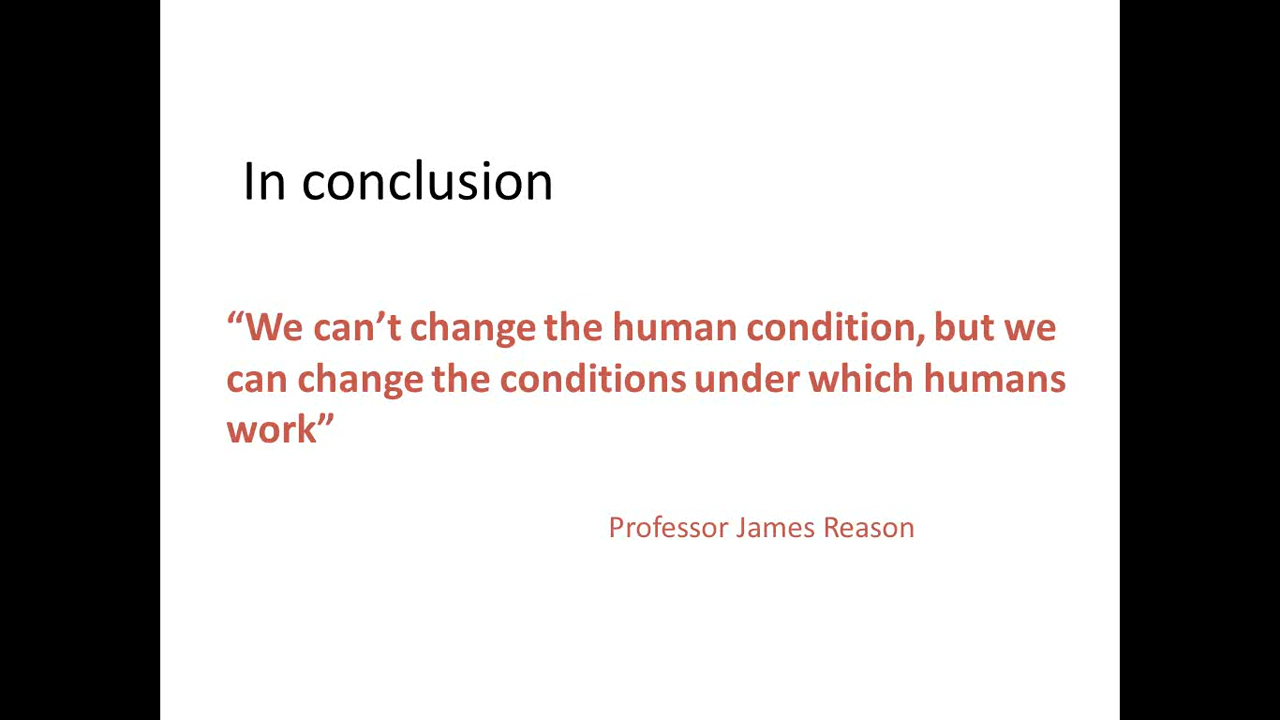 In conclusion
“We can’t change the human condition, but we
can change the conditions under which humans
work”
Professor James Reason